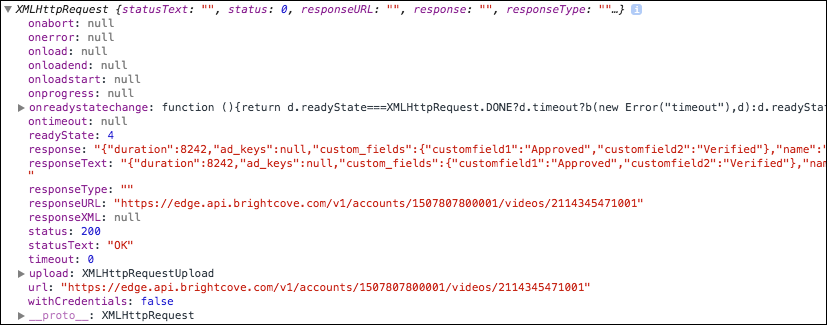 XMLHttpRequest {statusText: "", status: 0, responseURL: "", response: "", responseType: ""…} i
onabort: null
onerror: null
onload: null
onloadend: null
onloadstart: null
onprogress: null
onreadystatechange: function (){return d.readyState===XMLHttpRequest.DONE?d.timeout?b(new Error("timeout"),d):d.readySta
ontimeout: null
readyState: 4
response: "{"duration":8242,"ad_keys":null,"custom_fields":{"customfield1":"Approved","customfield2":"Verified"},"name":"
responseText: "{"duration":8242,"ad_keys":null,"custom_fields":{"customfield1":"Approved","customfield2":"Verified"},"na
"
responseType: ""
responseURL: "https://edge.api.brightcove.com/v1/accounts/1507807800001/videos/2114345471001"
responseXML: null
status: 200
statusText: "OK"
timeout: 0
upload: XMLHttpRequestUpload
url: "https://edge.api.brightcove.com/v1/accounts/1507807800001/videos/2114345471001"
withCredentials: false
__proto__: XMLHttpRequest